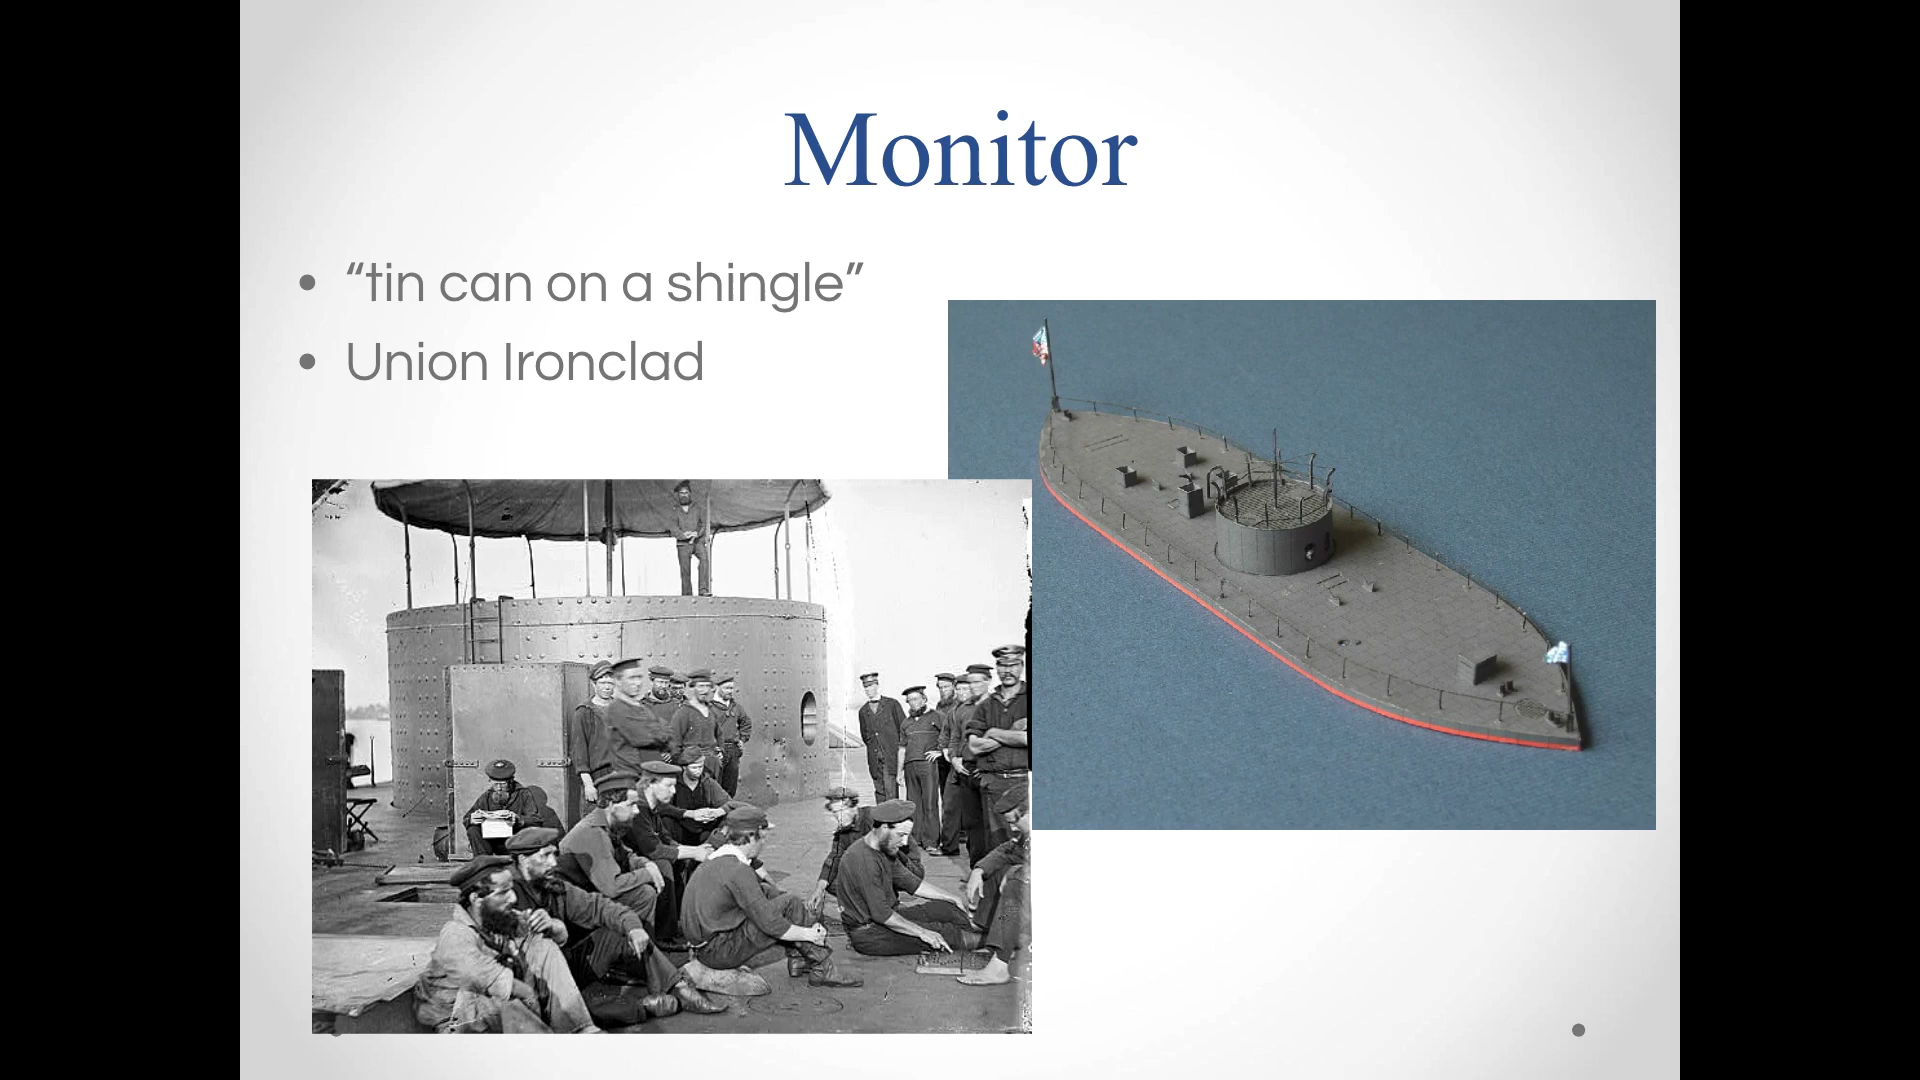 Monitor
• “tin can on a shingle”
• Union Ironclad